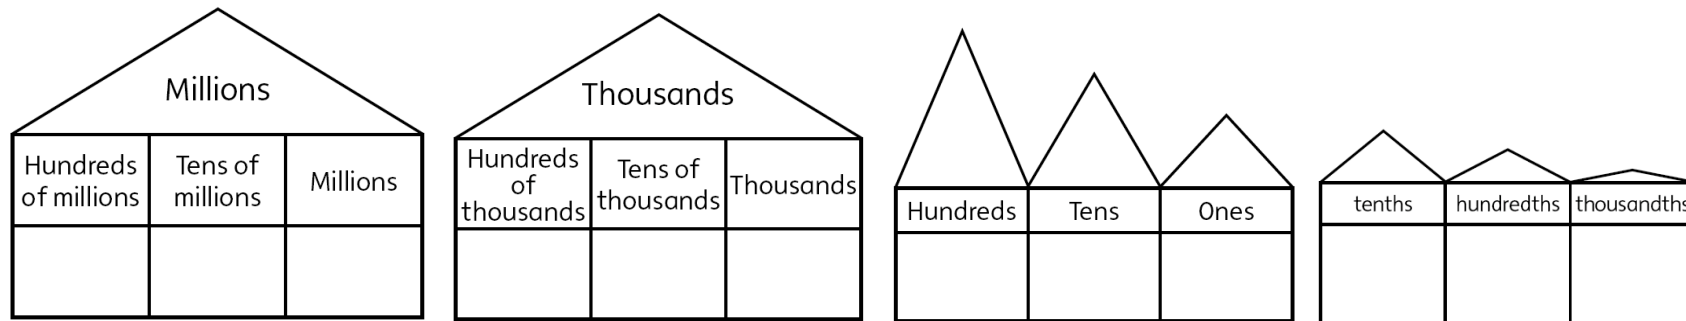 Millions
Hundreds
of millions
Tens of
millions
Millions
Thousands
Hundreds
of
thousands
Tens of
thousands
Thousands
Hundreds
Tens
Ones
tenths
hundredths
thousandths